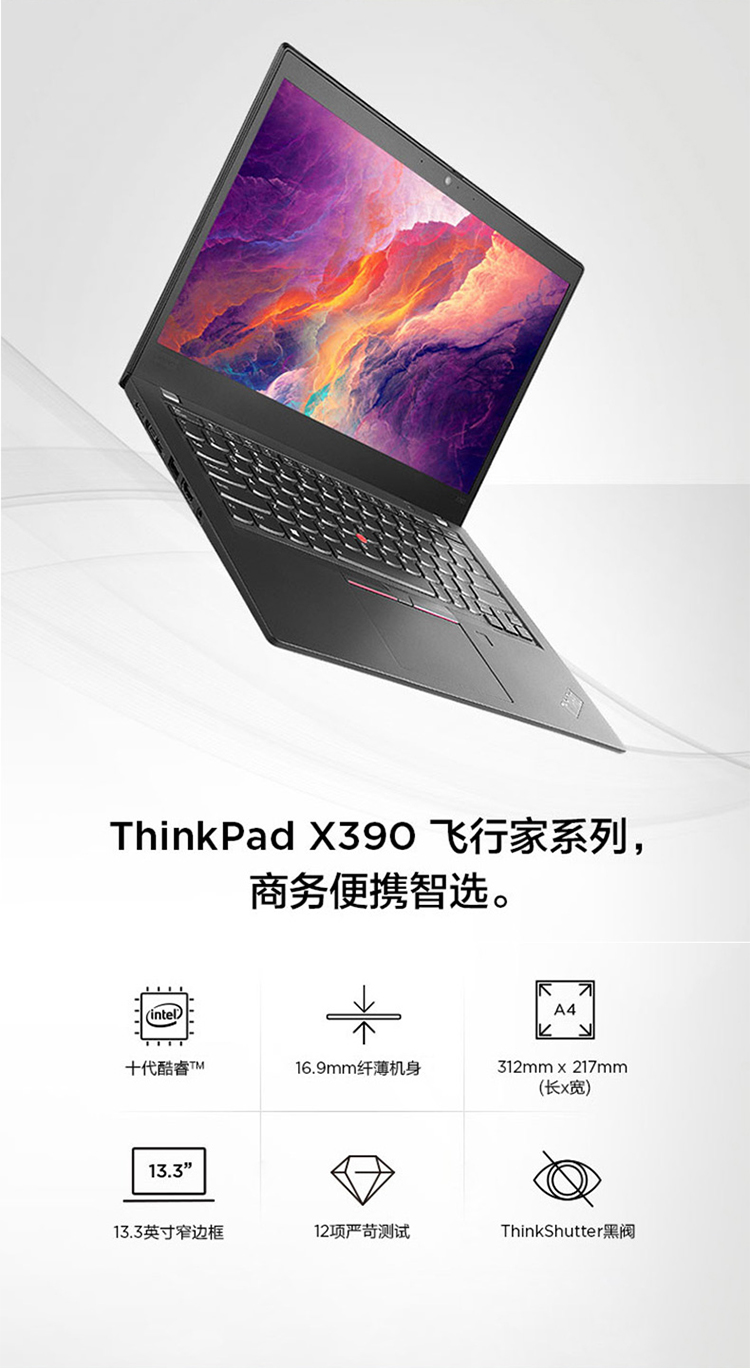 ThinkPad X390 飞行家系列，
商务便携智选。
intel
十代酷睿™
16.9mm纤薄机身
A4
312mm x 217mm
(长x宽)
13.3”
13.3英寸窄边框
12项严苛测试
ThinkShutter黑阀